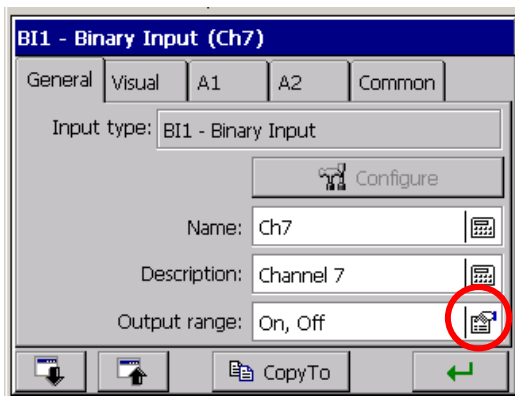 BI1 - Binary Input (Ch7)
General Visual A1 A2 Common
Input type: BI1 - Binary Input
Configure
Name: Ch7
Description: Channel 7
Output range: On, Off
CopyTo